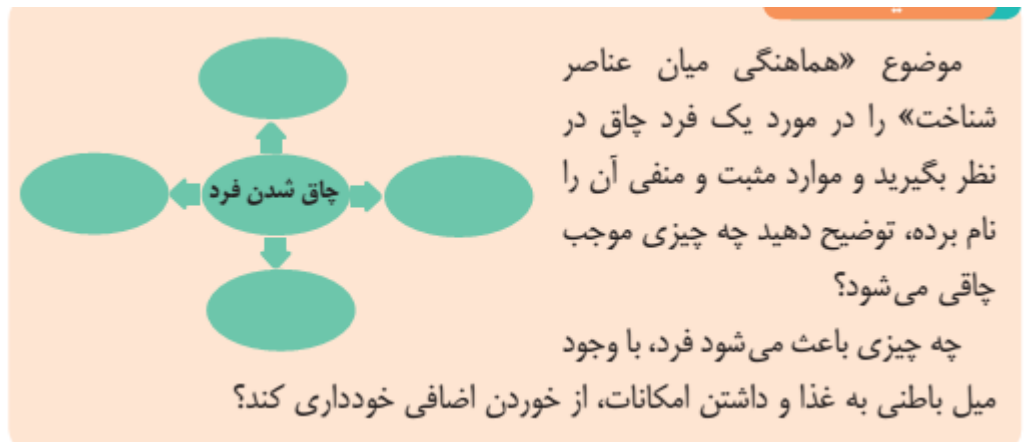 موضوع «هماهنگی میان عناصر
شناخت» را در مورد یک فرد چاق در
نظر بگیرید و موارد مثبت و منفی آن را
نام برده، توضیح دهید چه چیزی موجب
چاقی می‌شود؟
چه چیزی باعث می‌شود فرد، با وجود
میل باطنی به غذا و داشتن امکانات، از خوردن اضافی خودداری کند؟
چاق شدن فرد